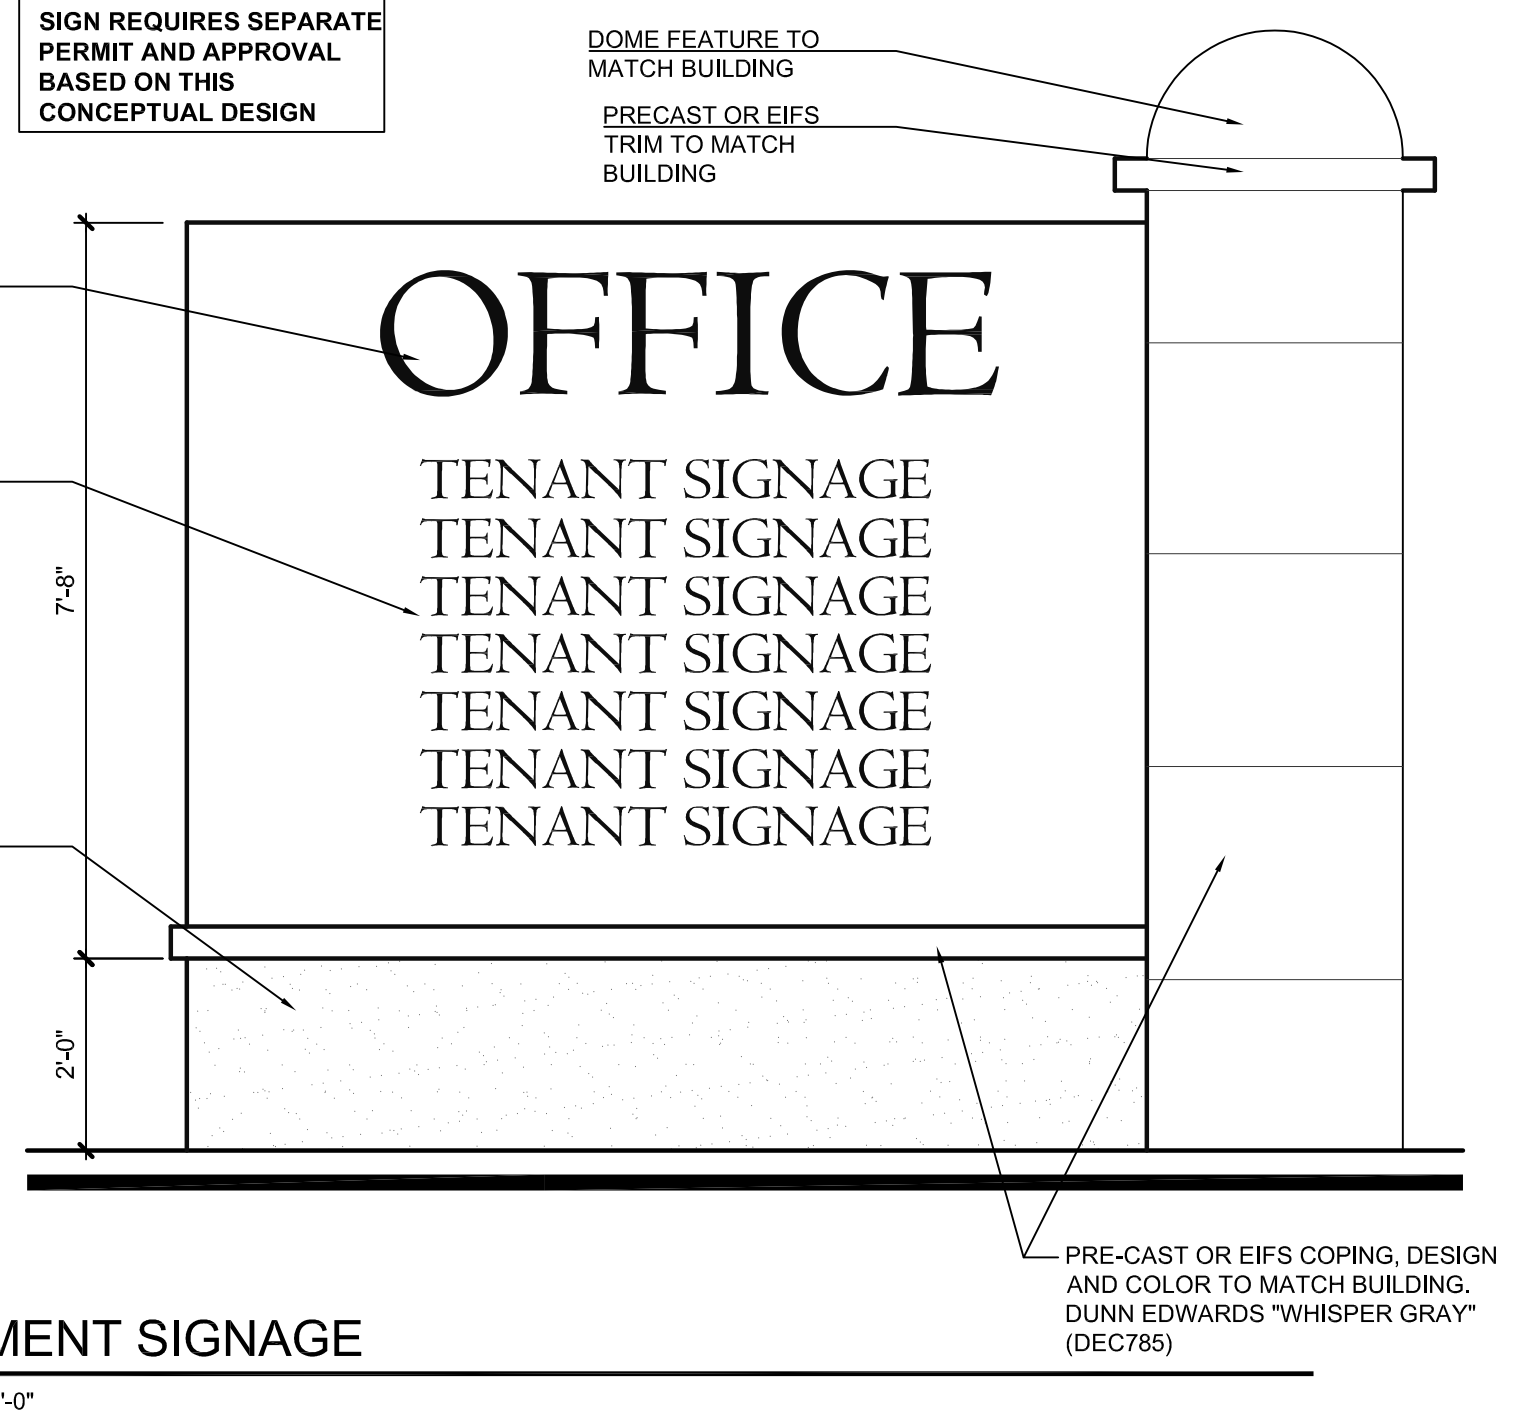 SIGN REQUIRES SEPARATE
PERMIT AND APPROVAL
BASED ON THIS
CONCEPTUAL DESIGN
DOME FEATURE TO
MATCH BUILDING
PRECAST OR EIFS
TRIM TO MATCH
BUILDING
OFFICE
TENANT SIGNAGE
TENANT SIGNAGE
TENANT SIGNAGE
TENANT SIGNAGE
TENANT SIGNAGE
TENANT SIGNAGE
TENANT SIGNAGE
7'-8"
2'-0"
PRE-CAST OR EIFS COPING, DESIGN
AND COLOR TO MATCH BUILDING.
DUNN EDWARDS "WHISPER GRAY"
(DEC785)
MENT SIGNAGE
'-0"